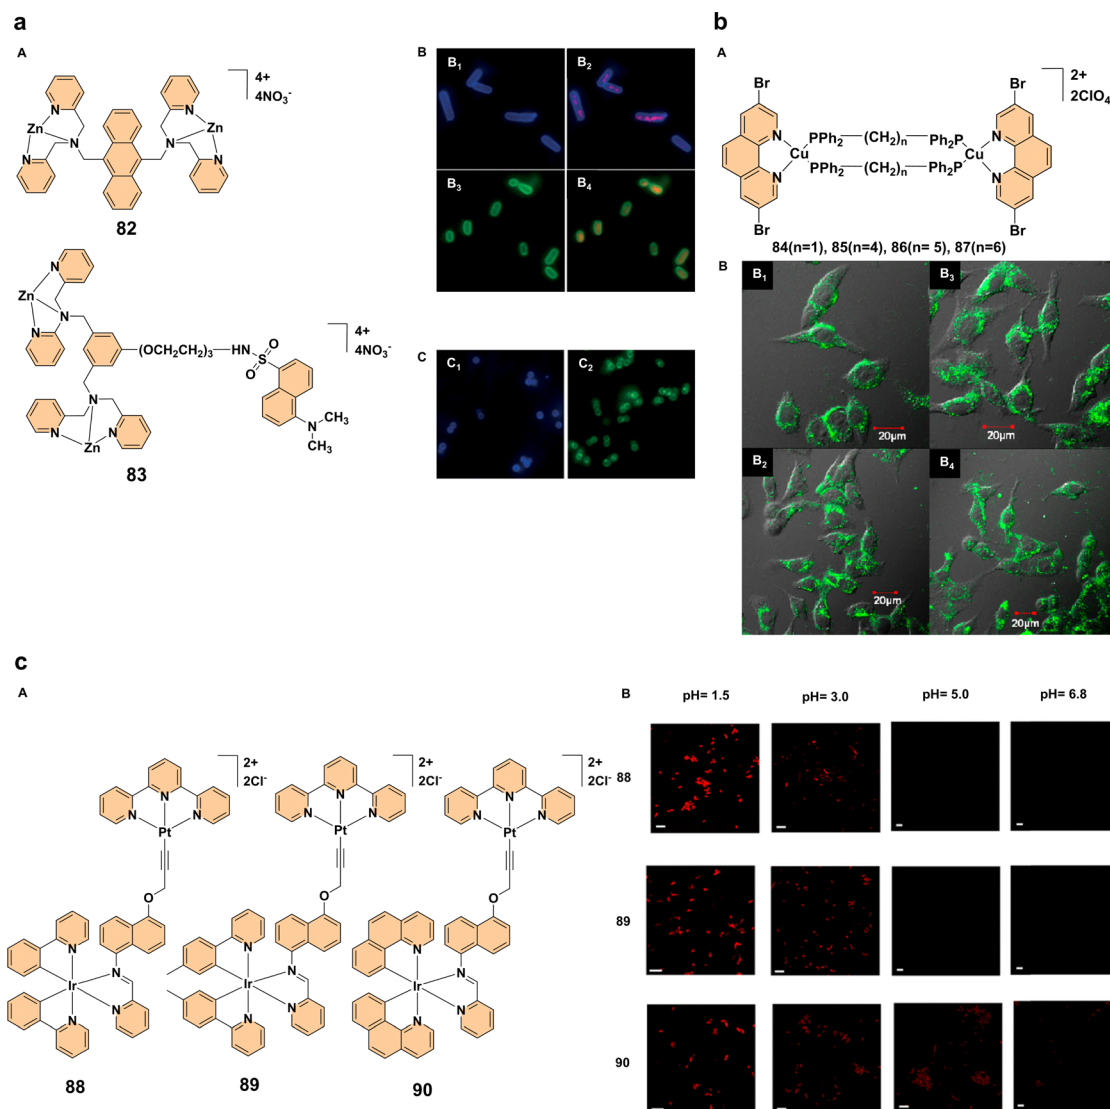 a
A
N
N
4+
4NO3-
Zn
N
N
Zn
N
N
82
N
Zn
N
N
(OCH2CH2)3
HN
O
S
O
4+
4NO3-
N
CH3
CH3
N
N
N
Zn
83
B
B1
B2
B3
B4
C
C1
C2
b
A
Br
Br
2+
2ClO4
N
N
Cu
PPh2
(CH2)n
Ph2P
PPh2
(CH2)n
Ph2P
Cu
N
N
Br
Br
84(n=1), 85(n=4), 86(n= 5), 87(n=6)
B
B1
B3
20μm
20μm
B2
B4
20μm
20μm
c
A
2+
2Cl-
2+
2Cl-
2+
2Cl-
N
N
N
Pt
N
N
N
Pt
N
N
N
Pt
O
O
O
N
N
Ir
N
N
N
N
Ir
N
N
N
N
Ir
N
N
88
89
90
B
pH= 1.5
pH= 3.0
pH= 5.0
pH= 6.8
88
89
90